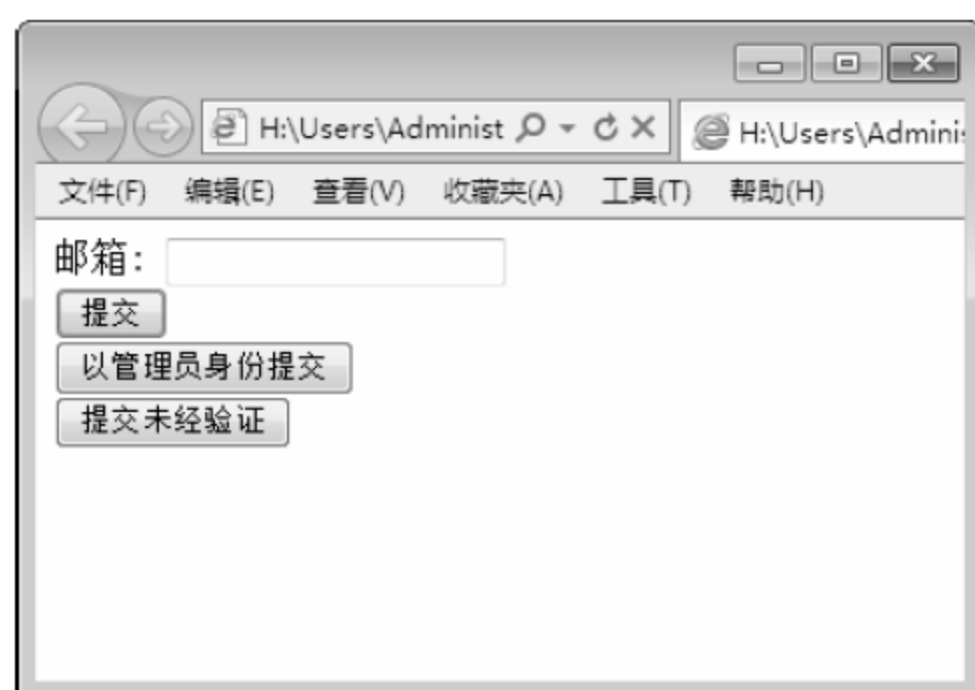 H:\Users\Administ
H:\Users\Adminis
文件(F) 编辑(E) 查看(V) 收藏夹(A) 工具(T) 帮助(H)
邮箱:
提交
以管理员身份提交
提交未经验证